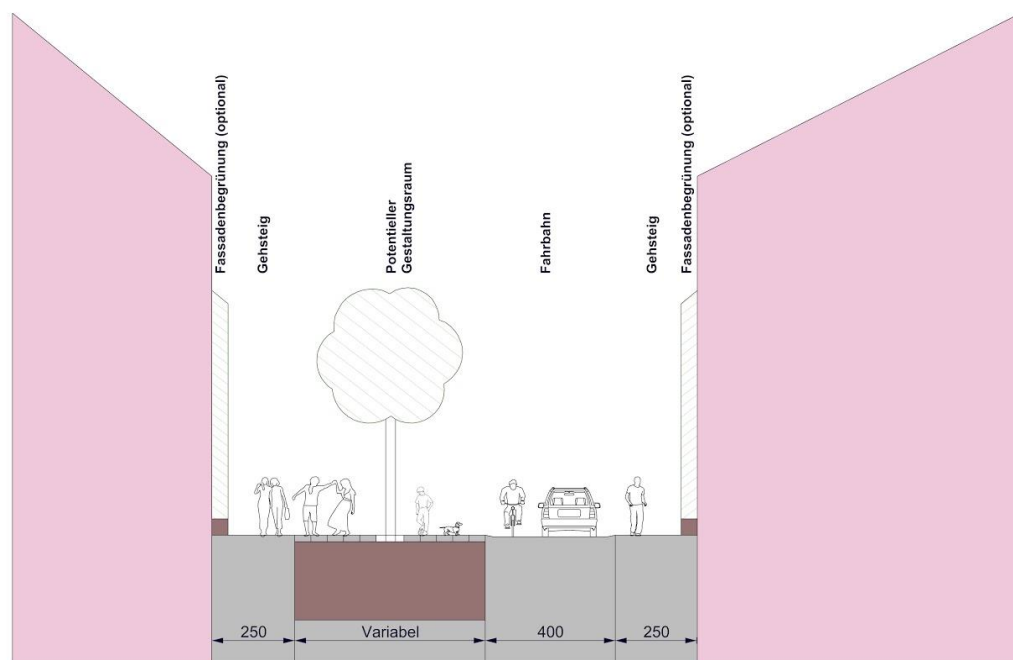 Fassadenbegrünung (optional)
Gehsteig
Potentieller
Gestaltungsraum
Fahrbahn
Gehsteig
Fassadenbegrünung (optional)
250
Variabel
400
250